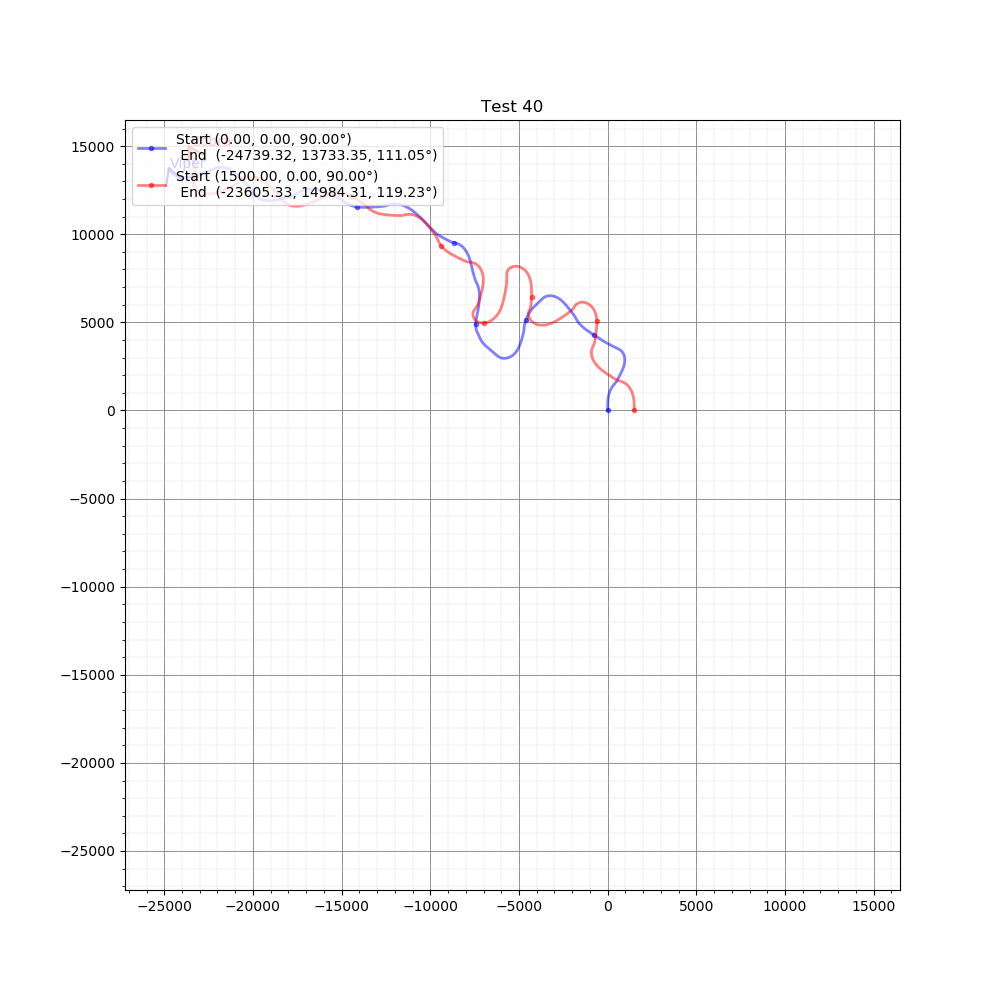 Test 40
Start (0.00, 0.00, 90.00°)
End (-24739.32, 13733.35, 111.05°)
Start (1500.00, 0.00, 90.00°)
End (-23605.33, 14984.31, 119.23°)
Viper
15000
10000
5000
0
−5000
−10000
−15000
−20000
−25000
−25000 −20000 −15000 −10000 −5000 0 5000 10000 15000